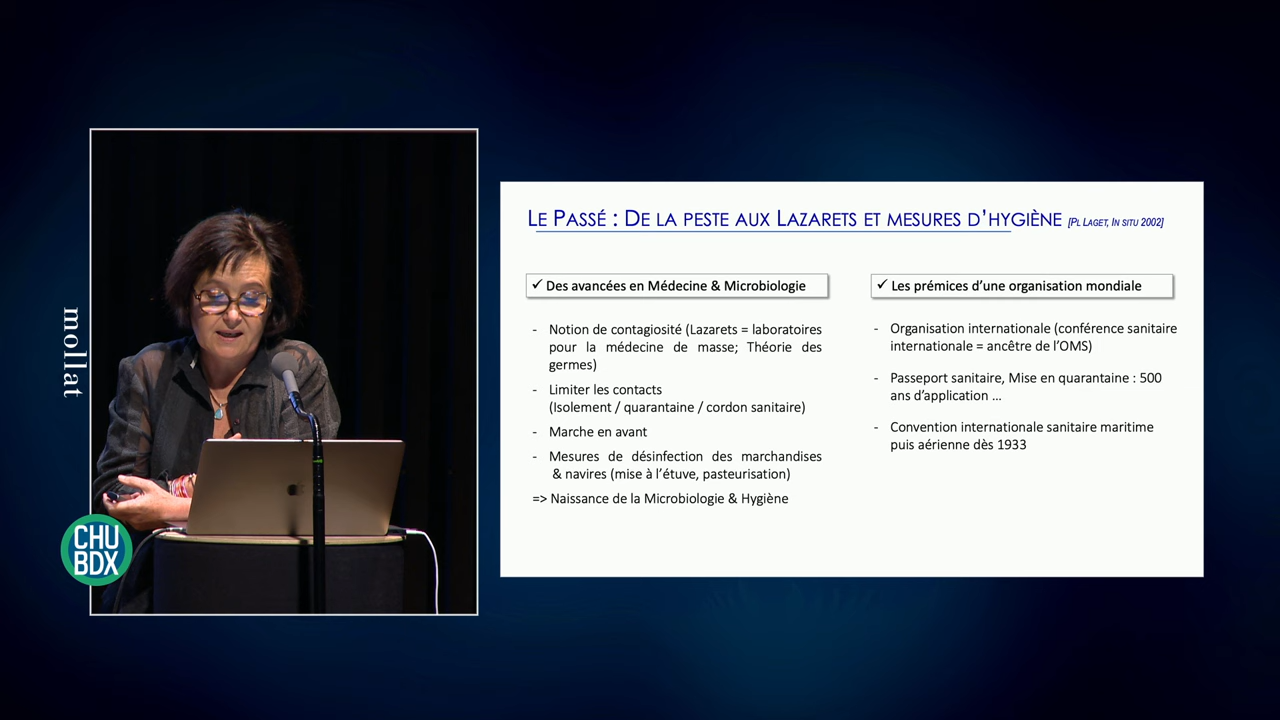 mollat
CHU
BDX
LE PASSÉ : DE LA PESTE AUX LAZARETS ET MESURES D'HYGIÈNE [PL LAGET, IN SITU 2002]
✓ Des avancées en Médecine & Microbiologie
- Notion de contagiosité (Lazarets = laboratoires
pour la médecine de masse; Théorie des
germes)
- Limiter les contacts
(Isolement / quarantaine / cordon sanitaire)
- Marche en avant
- Mesures de désinfection des marchandises
& navires (mise à l'étuve, pasteurisation)
=> Naissance de la Microbiologie & Hygiène
✓ Les prémices d'une organisation mondiale
- Organisation internationale (conférence sanitaire
internationale = ancêtre de l'OMS)
- Passeport sanitaire, Mise en quarantaine : 500
ans d'application ...
- Convention internationale sanitaire maritime
puis aérienne dès 1933